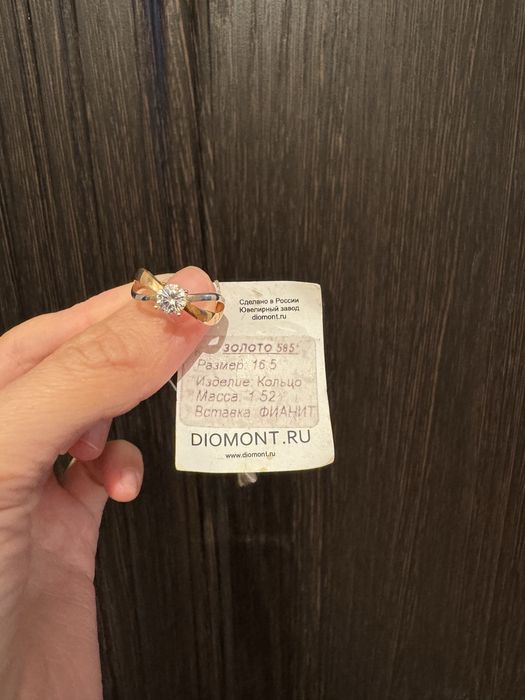 Сделано в России
Ювелирный завод
diomont.ru
ЗОЛОТО 585*
Размер: 16.5
Изделие: Кольцо
Масса. 1.52
Вставка: ФИАНИТ
DIOMONT.RU
www.diomont.ru